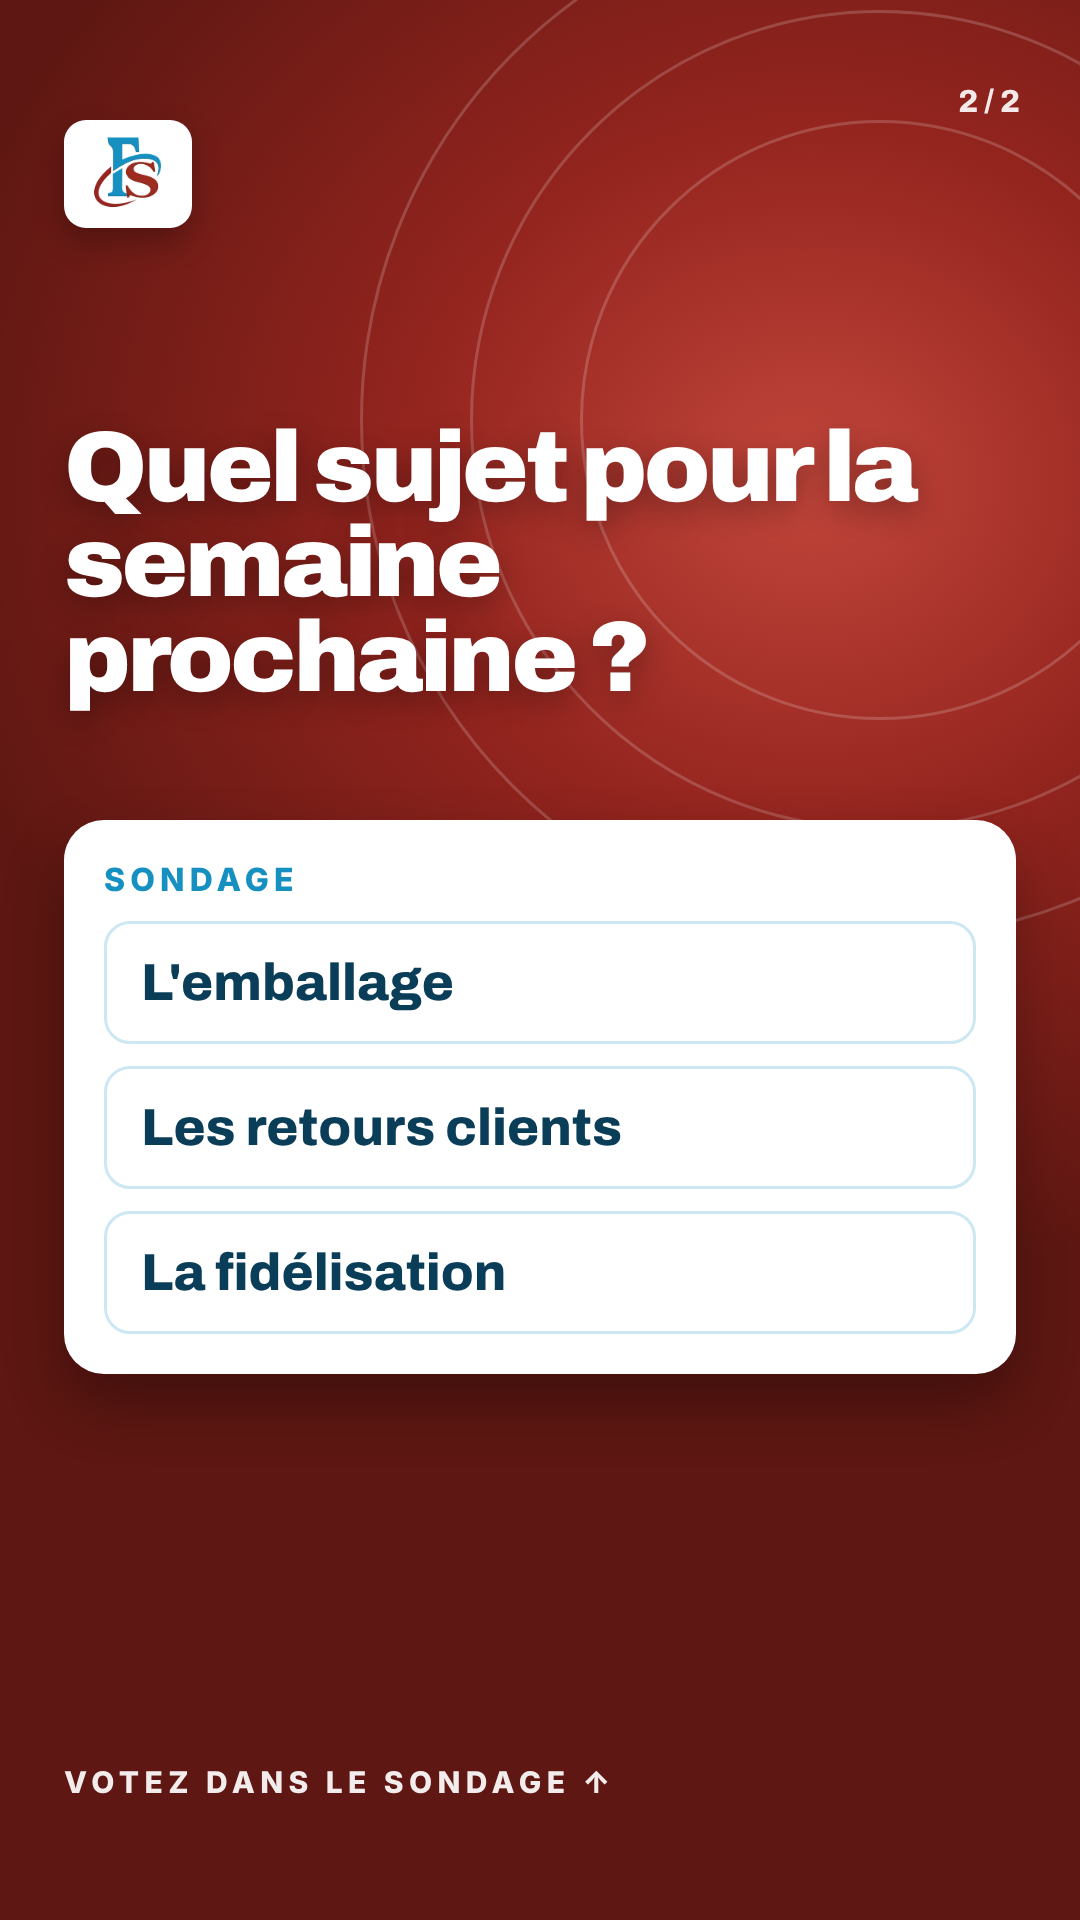 2 / 2
FS
Quel sujet pour la
semaine
prochaine ?
SONDAGE
L'emballage
Les retours clients
La fidélisation
VOTEZ DANS LE SONDAGE ↑